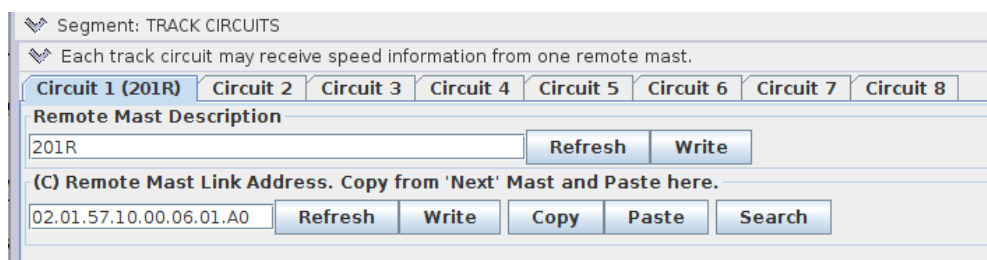 Segment: TRACK CIRCUITS
Each track circuit may receive speed information from one remote mast.
Circuit 1 (201R) Circuit 2 Circuit 3 Circuit 4 Circuit 5 Circuit 6 Circuit 7 Circuit 8
Remote Mast Description
201R Refresh Write
(C) Remote Mast Link Address. Copy from 'Next' Mast and Paste here.
02.01.57.10.00.06.01.A0 Refresh Write Copy Paste Search